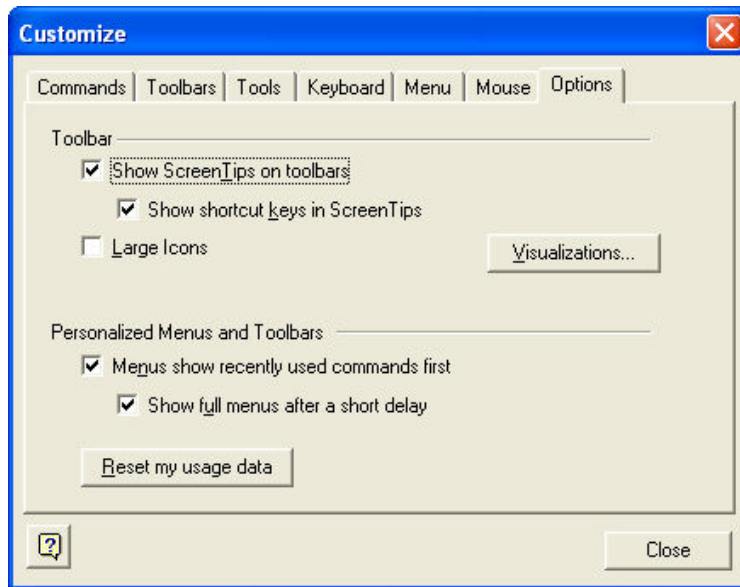 Customize
Commands Toolbars Tools Keyboard Menu Mouse Options
Toolbar
Show ScreenTips on toolbars
Show shortcut keys in ScreenTips
Large Icons
Visualizations...
Personalized Menus and Toolbars
Menus show recently used commands first
Show full menus after a short delay
Reset my usage data
?
Close